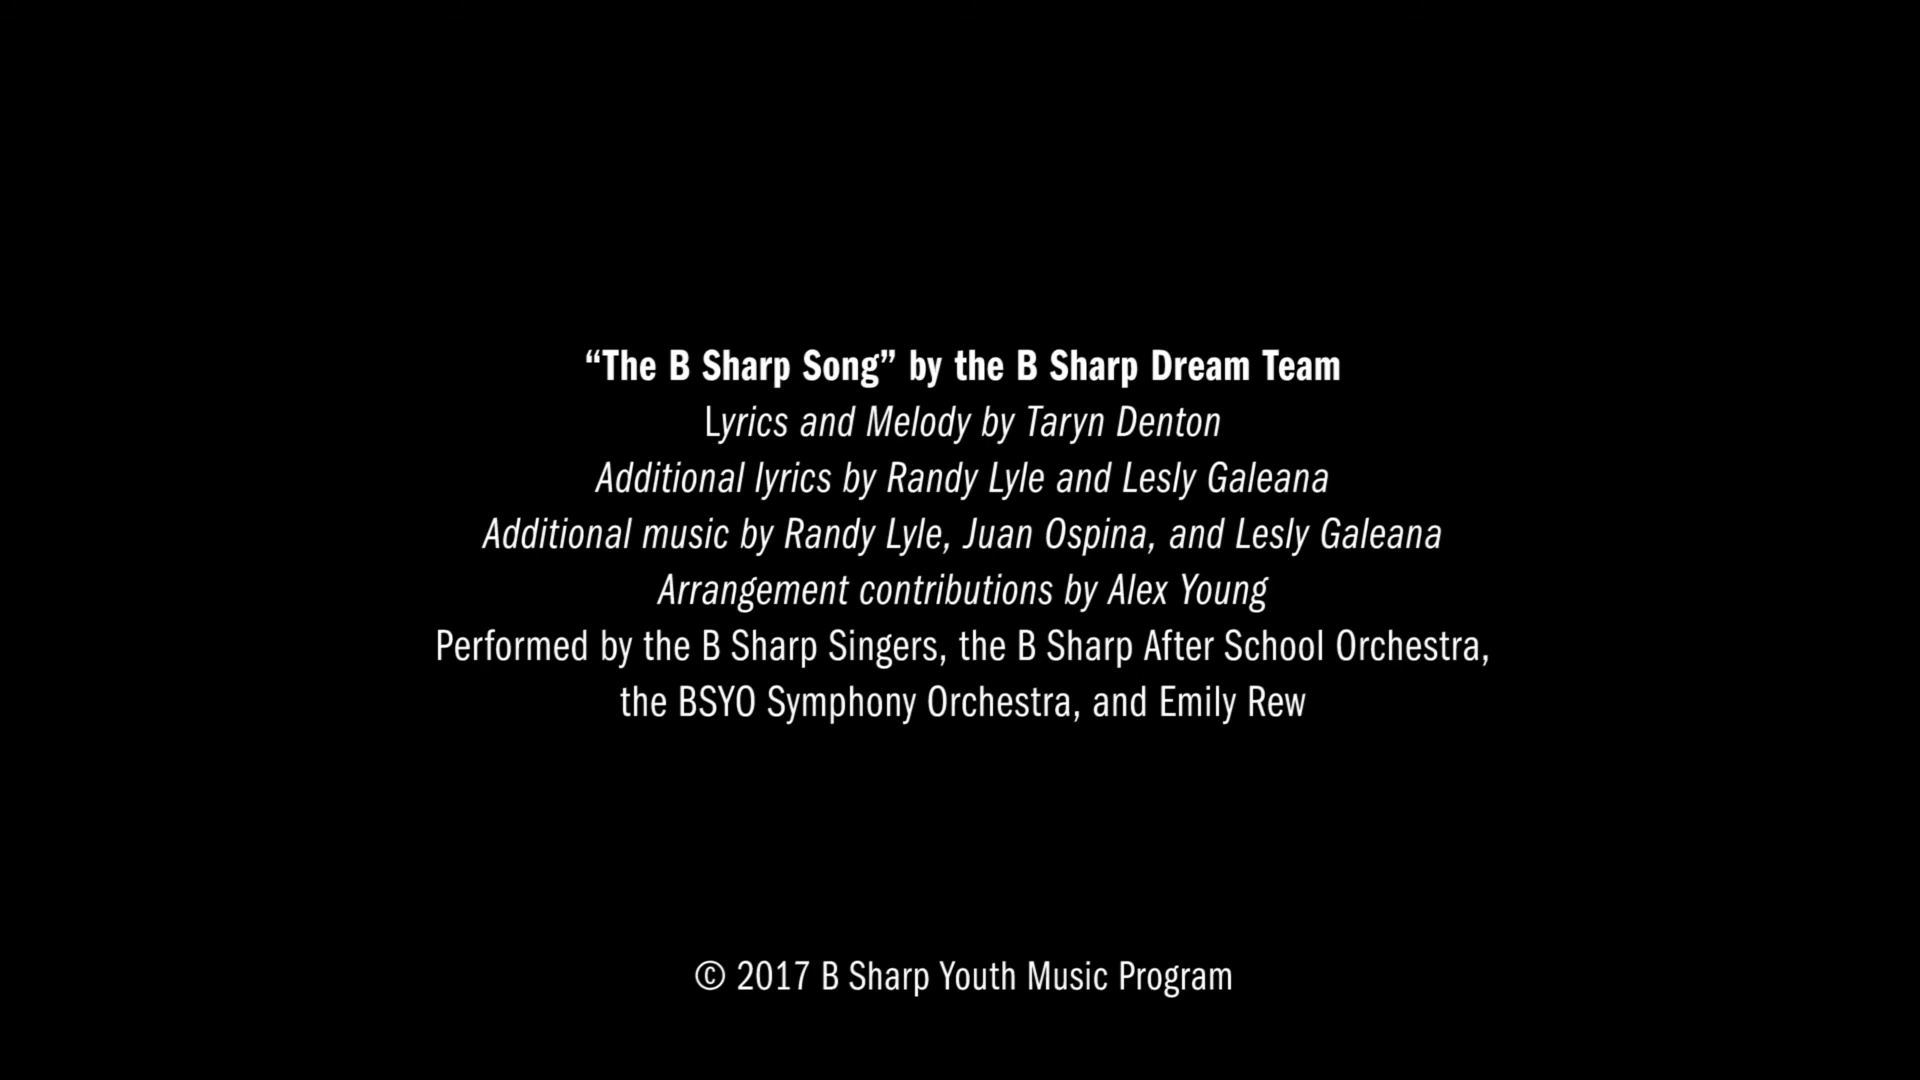 “The B Sharp Song” by the B Sharp Dream Team
Lyrics and Melody by Taryn Denton
Additional lyrics by Randy Lyle and Lesly Galeana
Additional music by Randy Lyle, Juan Ospina, and Lesly Galeana
Arrangement contributions by Alex Young
Performed by the B Sharp Singers, the B Sharp After School Orchestra,
the BSYO Symphony Orchestra, and Emily Rew
© 2017 B Sharp Youth Music Program